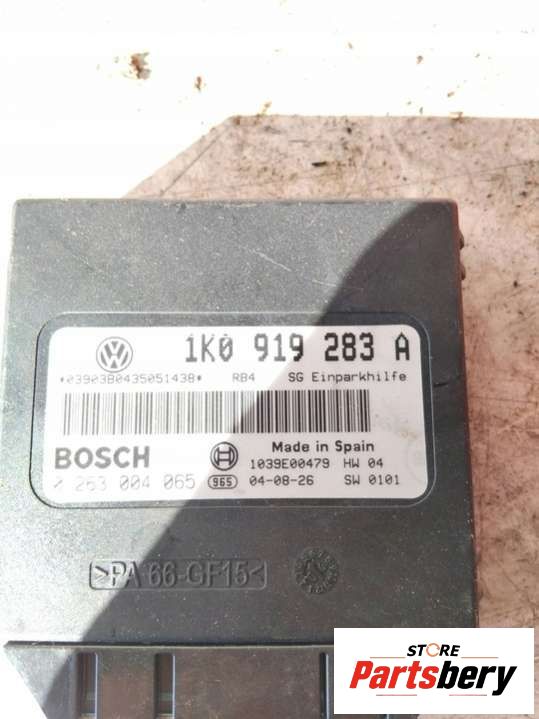 1K0 919 283 A
*03903B0435051438* RB4 SG Einparkhilfe
BOSCH
Made in Spain
1039E00479 HW 04
0 263 004 065 965 04-08-26 SW 0101
>PA 66-GF15<
STORE
Partsbery